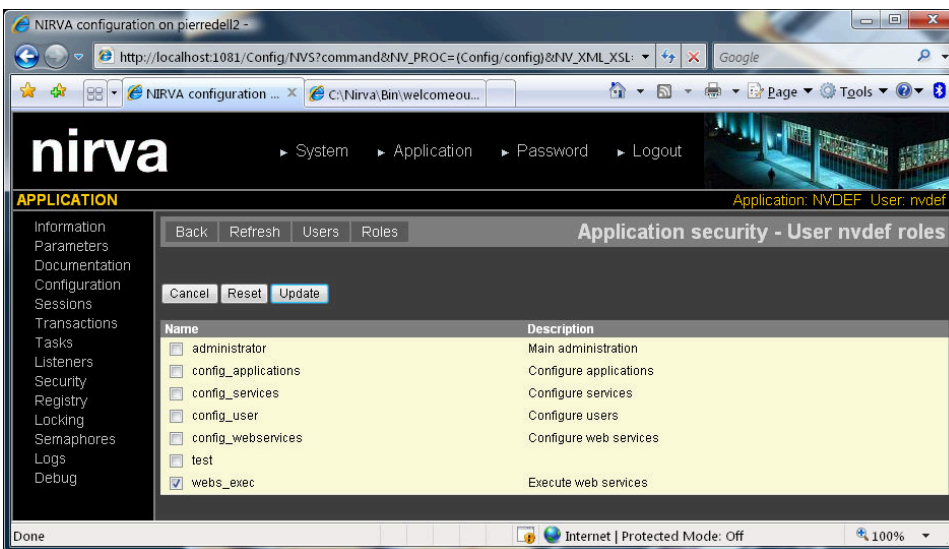 NIRVA configuration on pierredell2 -
http://localhost:1081/Config/NVS?command&NV_PROC={Config/config}&NV_XML_XSL:
Google
NIRVA configuration ...
C:\Nirva\Bin\welcomeou...
Page
Tools
nirva
System
Application
Password
Logout
APPLICATION
Application: NVDEF User: nvdef
Information
Parameters
Documentation
Configuration
Sessions
Transactions
Tasks
Listeners
Security
Registry
Locking
Semaphores
Logs
Debug
Back Refresh Users Roles
Application security - User nvdef roles
Cancel Reset Update
Name Description
administrator Main administration
config_applications Configure applications
config_services Configure services
config_user Configure users
config_webservices Configure web services
test
webs_exec Execute web services
Done
Internet | Protected Mode: Off
100%